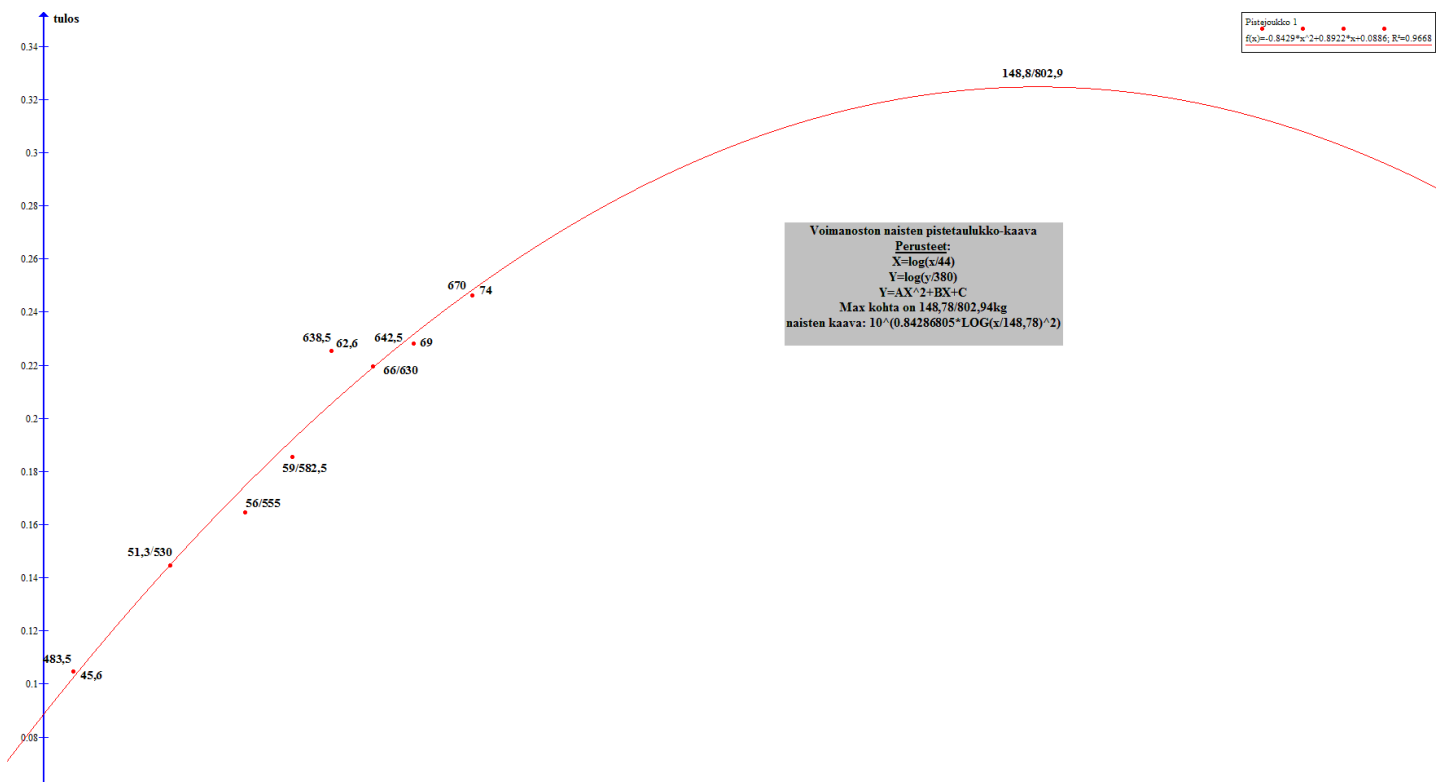 tulos
Pistejoukko 1
f(x)=-0.8429*x^2+0.8922*x+0.0886; R²=0.9668
0.34
0.32
0.3
0.28
0.26
0.24
0.22
0.2
0.18
0.16
0.14
0.12
0.1
0.08
148,8/802,9
670
74
638,5
62,6
642,5
69
66/630
59/582,5
56/555
51,3/530
483,5
45,6
Voimanoston naisten pistetaulukko-kaava
Perusteet:
X=log(x/44)
Y=log(y/380)
Y=AX^2+BX+C
Max kohta on 148,78/802,94kg
naisten kaava: 10^(0.84286805*LOG(x/148,78)^2)